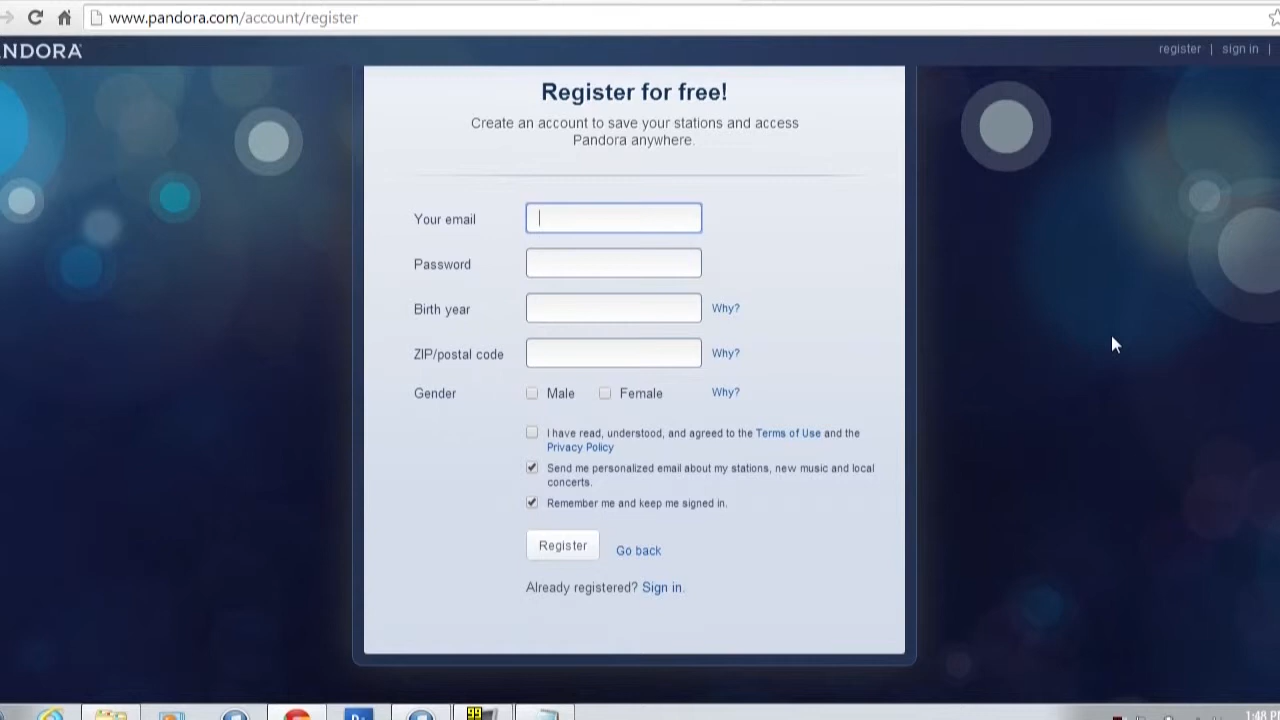 www.pandora.com/account/register
NDORA
register | sign in |
Register for free!
Create an account to save your stations and access
Pandora anywhere.
Your email
Password
Birth year Why?
ZIP/postal code Why?
Gender Male Female Why?
I have read, understood, and agreed to the Terms of Use and the
Privacy Policy
Send me personalized email about my stations, new music and local
concerts.
Remember me and keep me signed in.
Register Go back
Already registered? Sign in.
99
1:48 PM